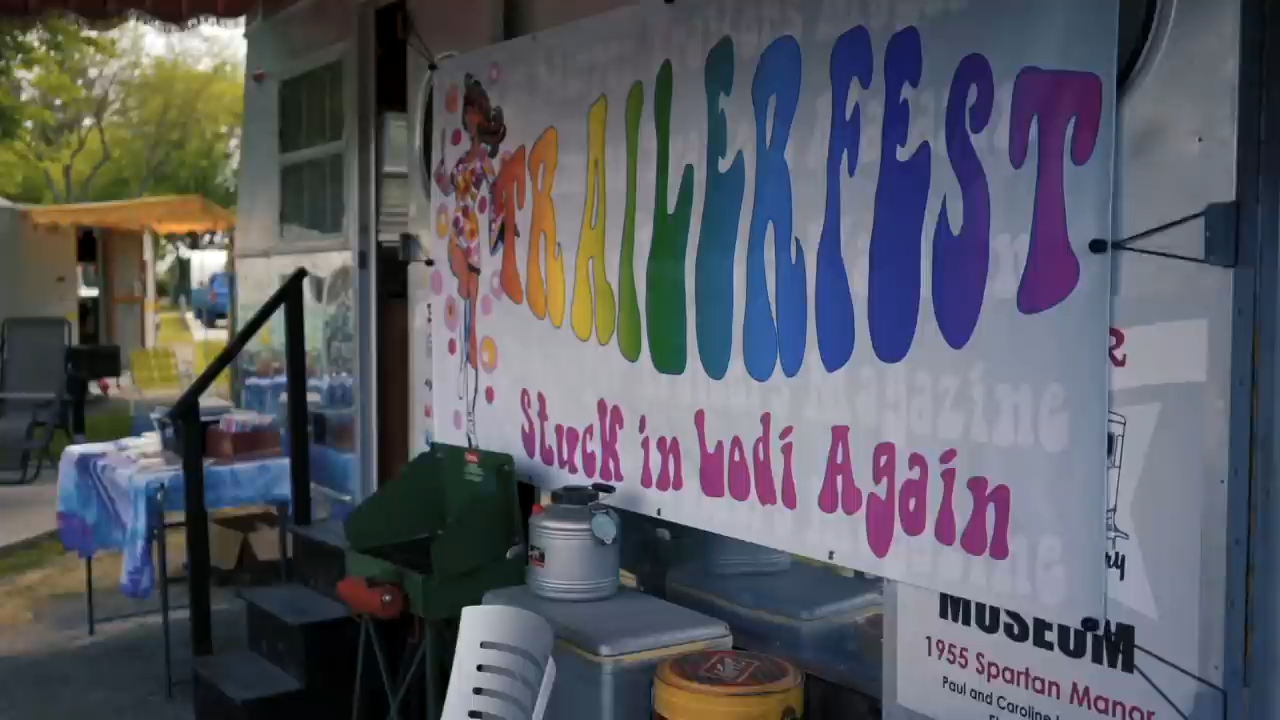 TRAILERFEST
Stuck in Lodi Again
MUSEUM
1955 Spartan Manor
Paul and Caroline